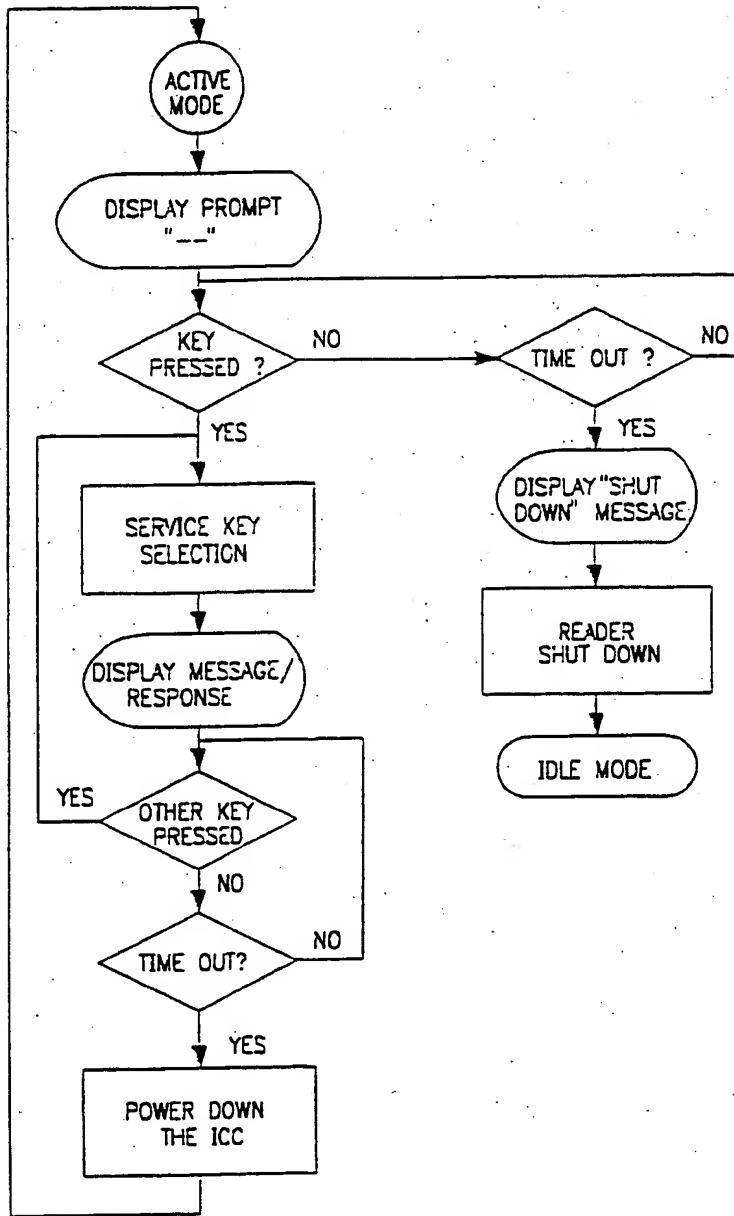 ACTIVE
MODE
DISPLAY PROMPT
"__"
KEY
PRESSED ?
NO
TIME OUT ?
NO
YES
YES
SERVICE KEY
SELECTION
DISPLAY "SHUT
DOWN" MESSAGE
READER
SHUT DOWN
DISPLAY MESSAGE/
RESPONSE
IDLE MODE
YES
OTHER KEY
PRESSED
NO
TIME OUT?
NO
YES
POWER DOWN
THE ICC